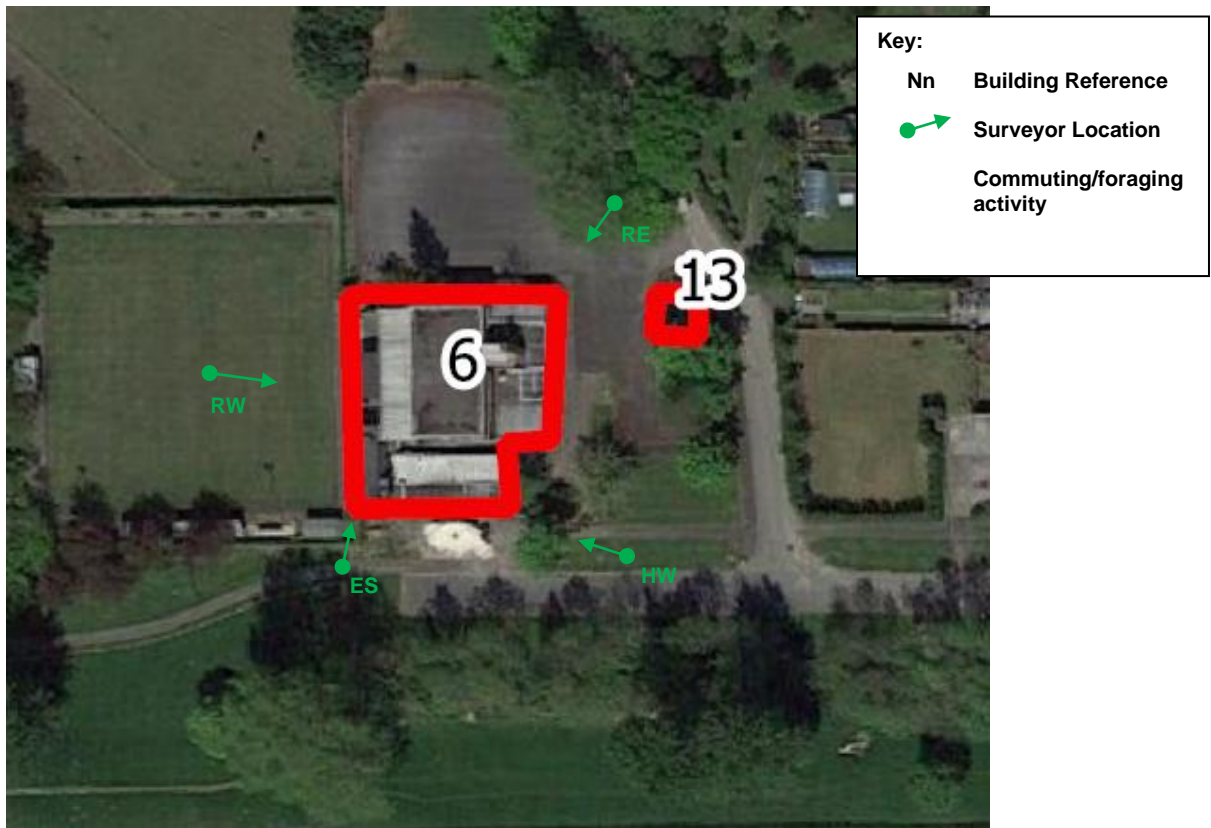 Key:
Nn Building Reference
Surveyor Location
Commuting/foraging
activity
RE
13
6
RW
ES
HW